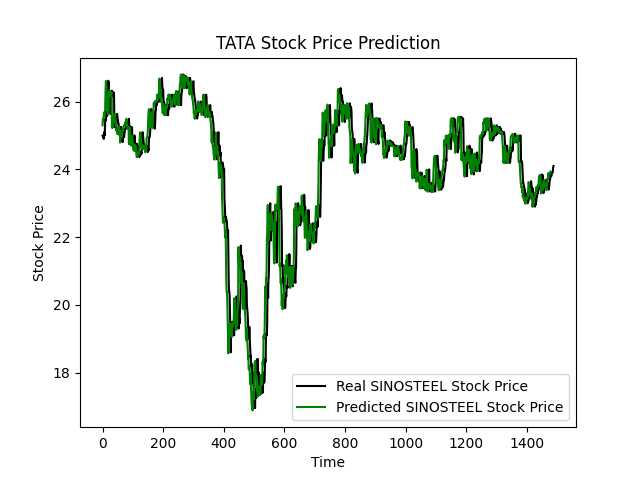 TATA Stock Price Prediction
Stock Price
26
24
22
20
18
Real SINOSTEEL Stock Price
Predicted SINOSTEEL Stock Price
0 200 400 600 800 1000 1200 1400
Time